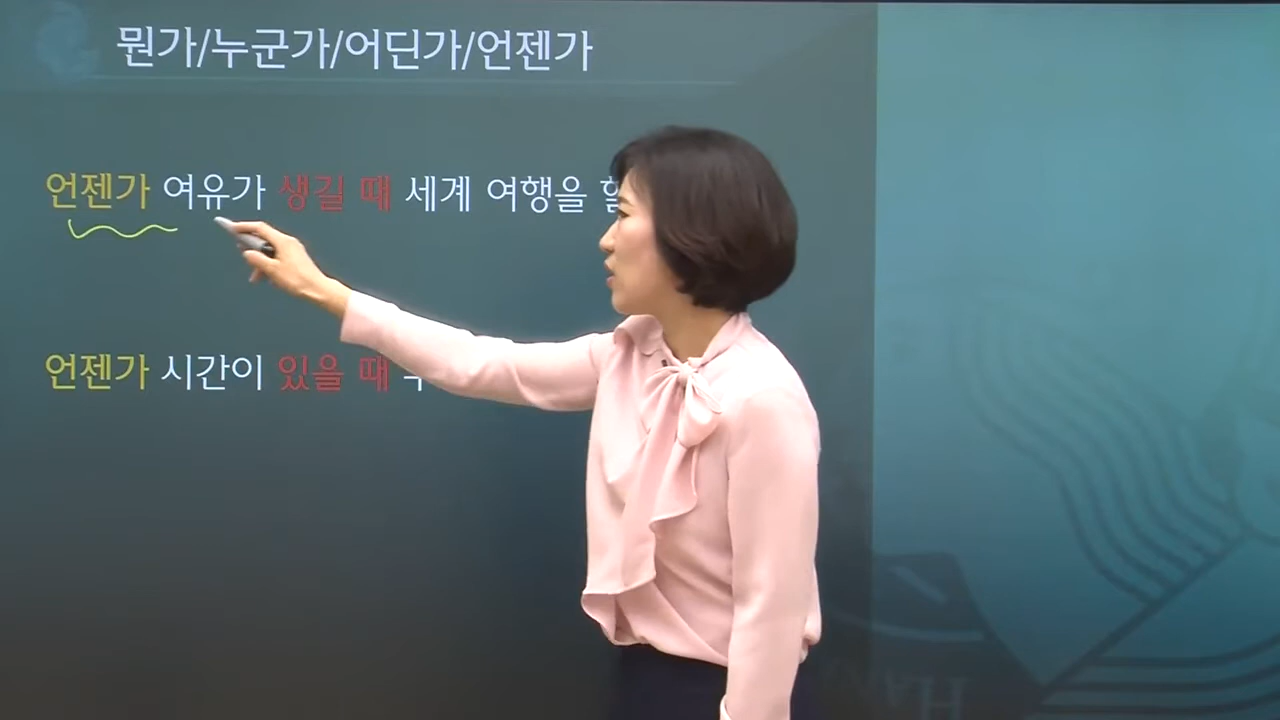 뭔가/누군가/어딘가/언젠가
언젠가 여유가 생길 때 세계 여행을
언젠가 시간이 있을 때